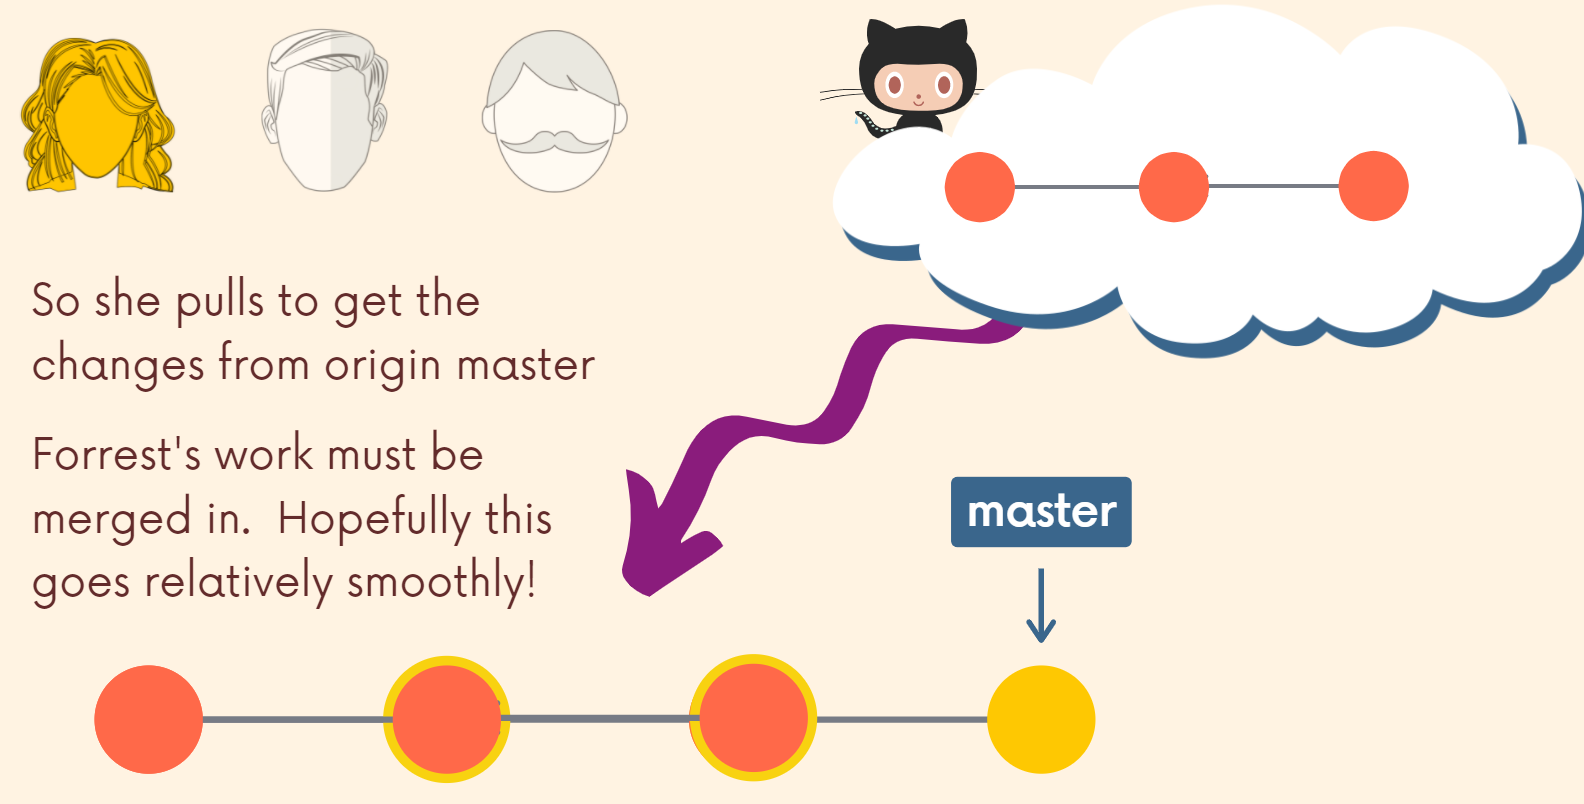 So she pulls to get the
changes from origin master
Forrest's work must be
merged in.  Hopefully this
goes relatively smoothly!
master